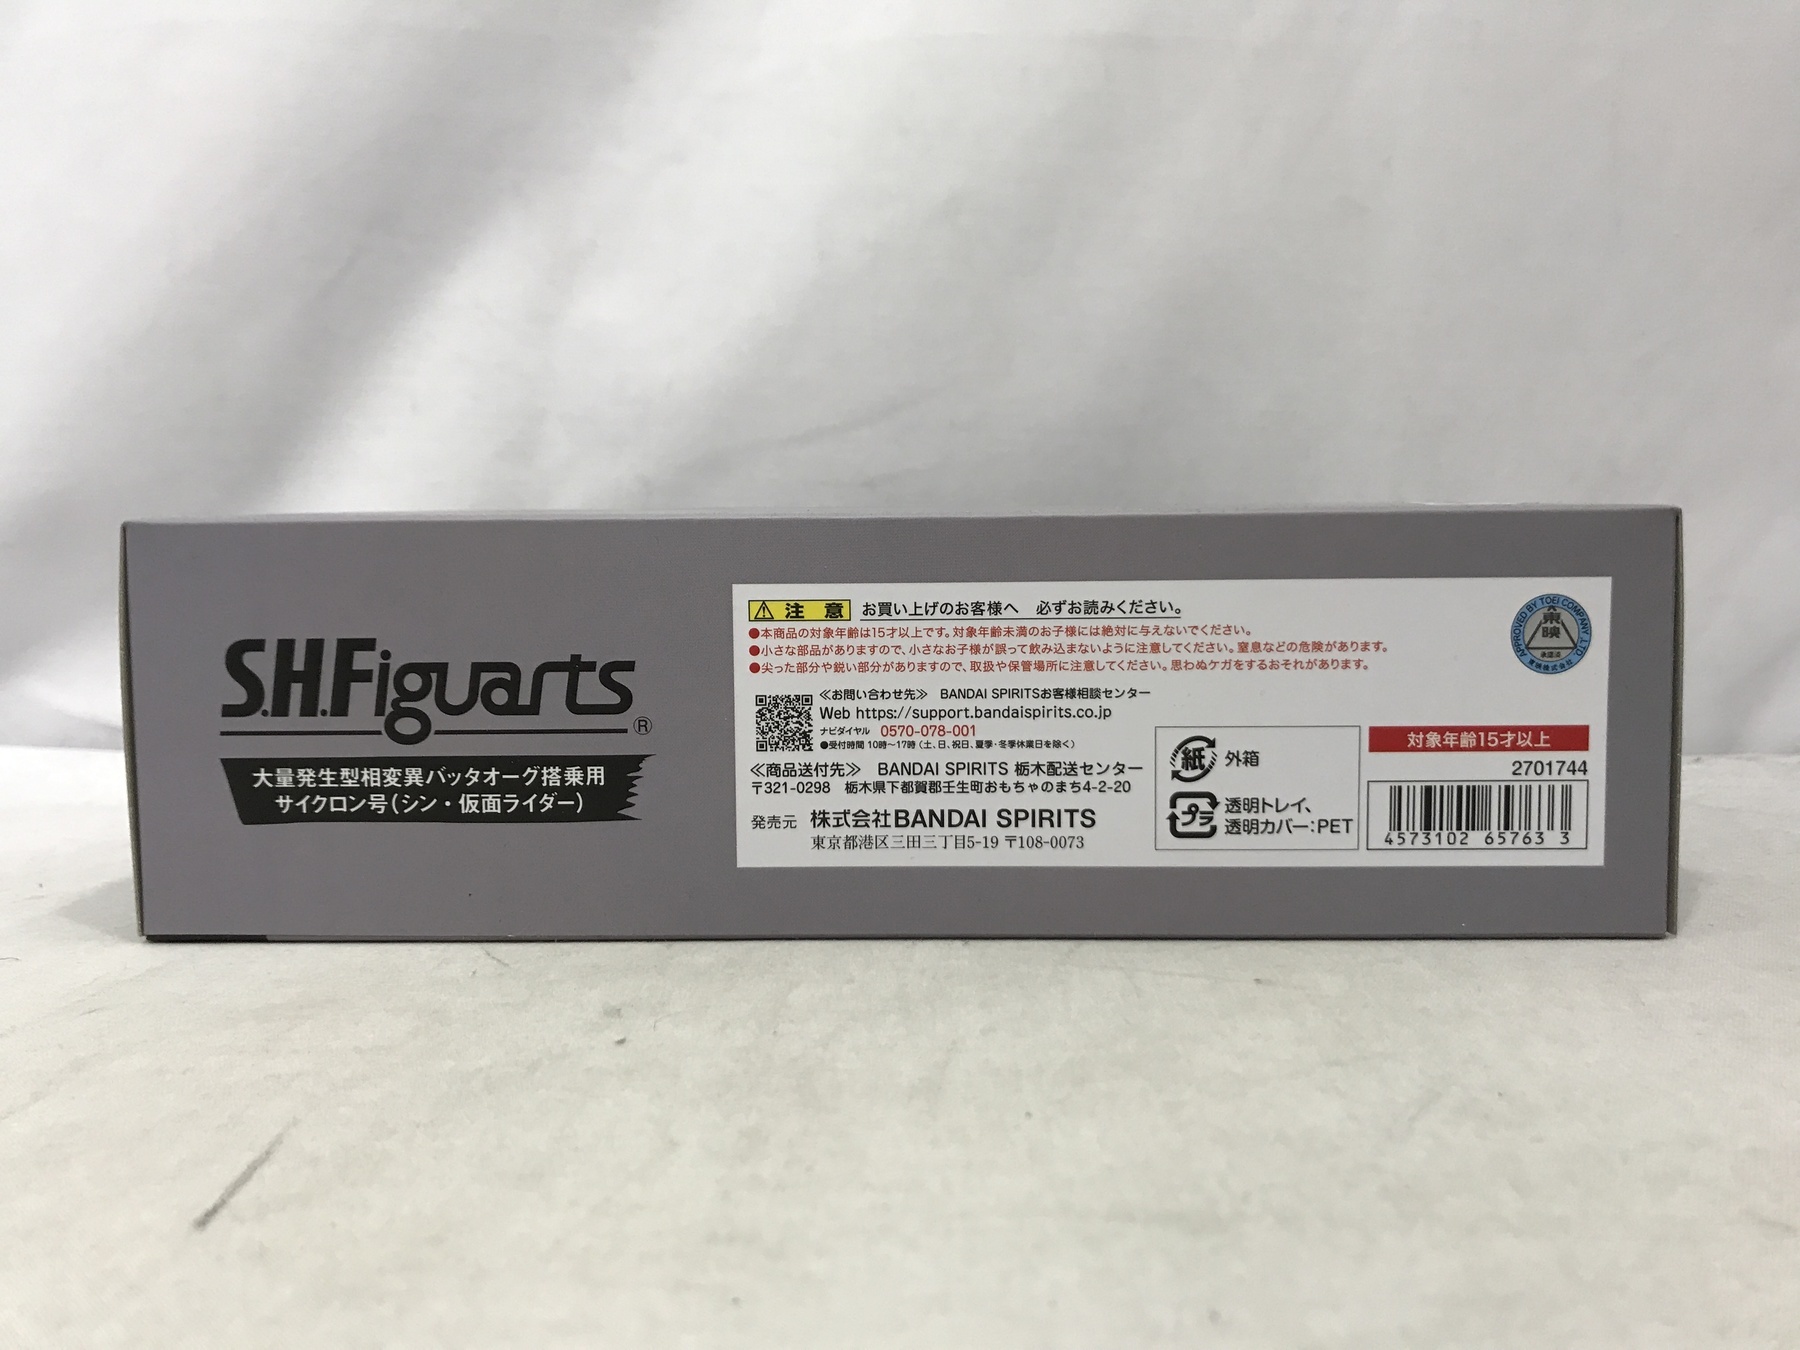 S.H.Figuarts
®
大量発生型相変異バッタオーグ搭乗用
サイクロン号(シン・仮面ライダー)
注 意 お買い上げのお客様へ 必ずお読みください。
●本商品の対象年齢は15才以上です。対象年齢未満のお子様には絶対に与えないでください。
●小さな部品がありますので、小さなお子様が誤って飲み込まないように注意してください。窒息などの危険があります。
●尖った部分や鋭い部分がありますので、取扱や保管場所に注意してください。思わぬケガをするおそれがあります。
≪お問い合わせ先≫ BANDAI SPIRITSお客様相談センター
Web https://support.bandaispirits.co.jp
ナビダイヤル 0570-078-001
●受付時間 10時〜17時(土、日、祝日、夏季・冬季休業日を除く)
≪商品送付先≫ BANDAI SPIRITS 栃木配送センター
〒321-0298 栃木県下都賀郡壬生町おもちゃのまち4-2-20
発売元 株式会社BANDAI SPIRITS
東京都港区三田三丁目5-19 〒108-0073
紙 外箱
プラ 透明トレイ、
透明カバー:PET
APPROVED BY TOEI COMPANY, LTD.
東映
承認済
東映株式会社
対象年齢15才以上
2701744
4573102 65763 3